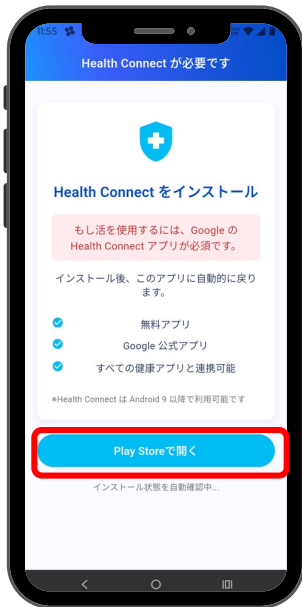 11:55
Health Connect が必要です
Health Connect をインストール
もし活を使用するには、Google の
Health Connect アプリが必須です。
インストール後、このアプリに自動的に戻り
ます。
無料アプリ
Google 公式アプリ
すべての健康アプリと連携可能
※Health Connect は Android 9 以降で利用可能です
Play Storeで開く
インストール状態を自動確認中...